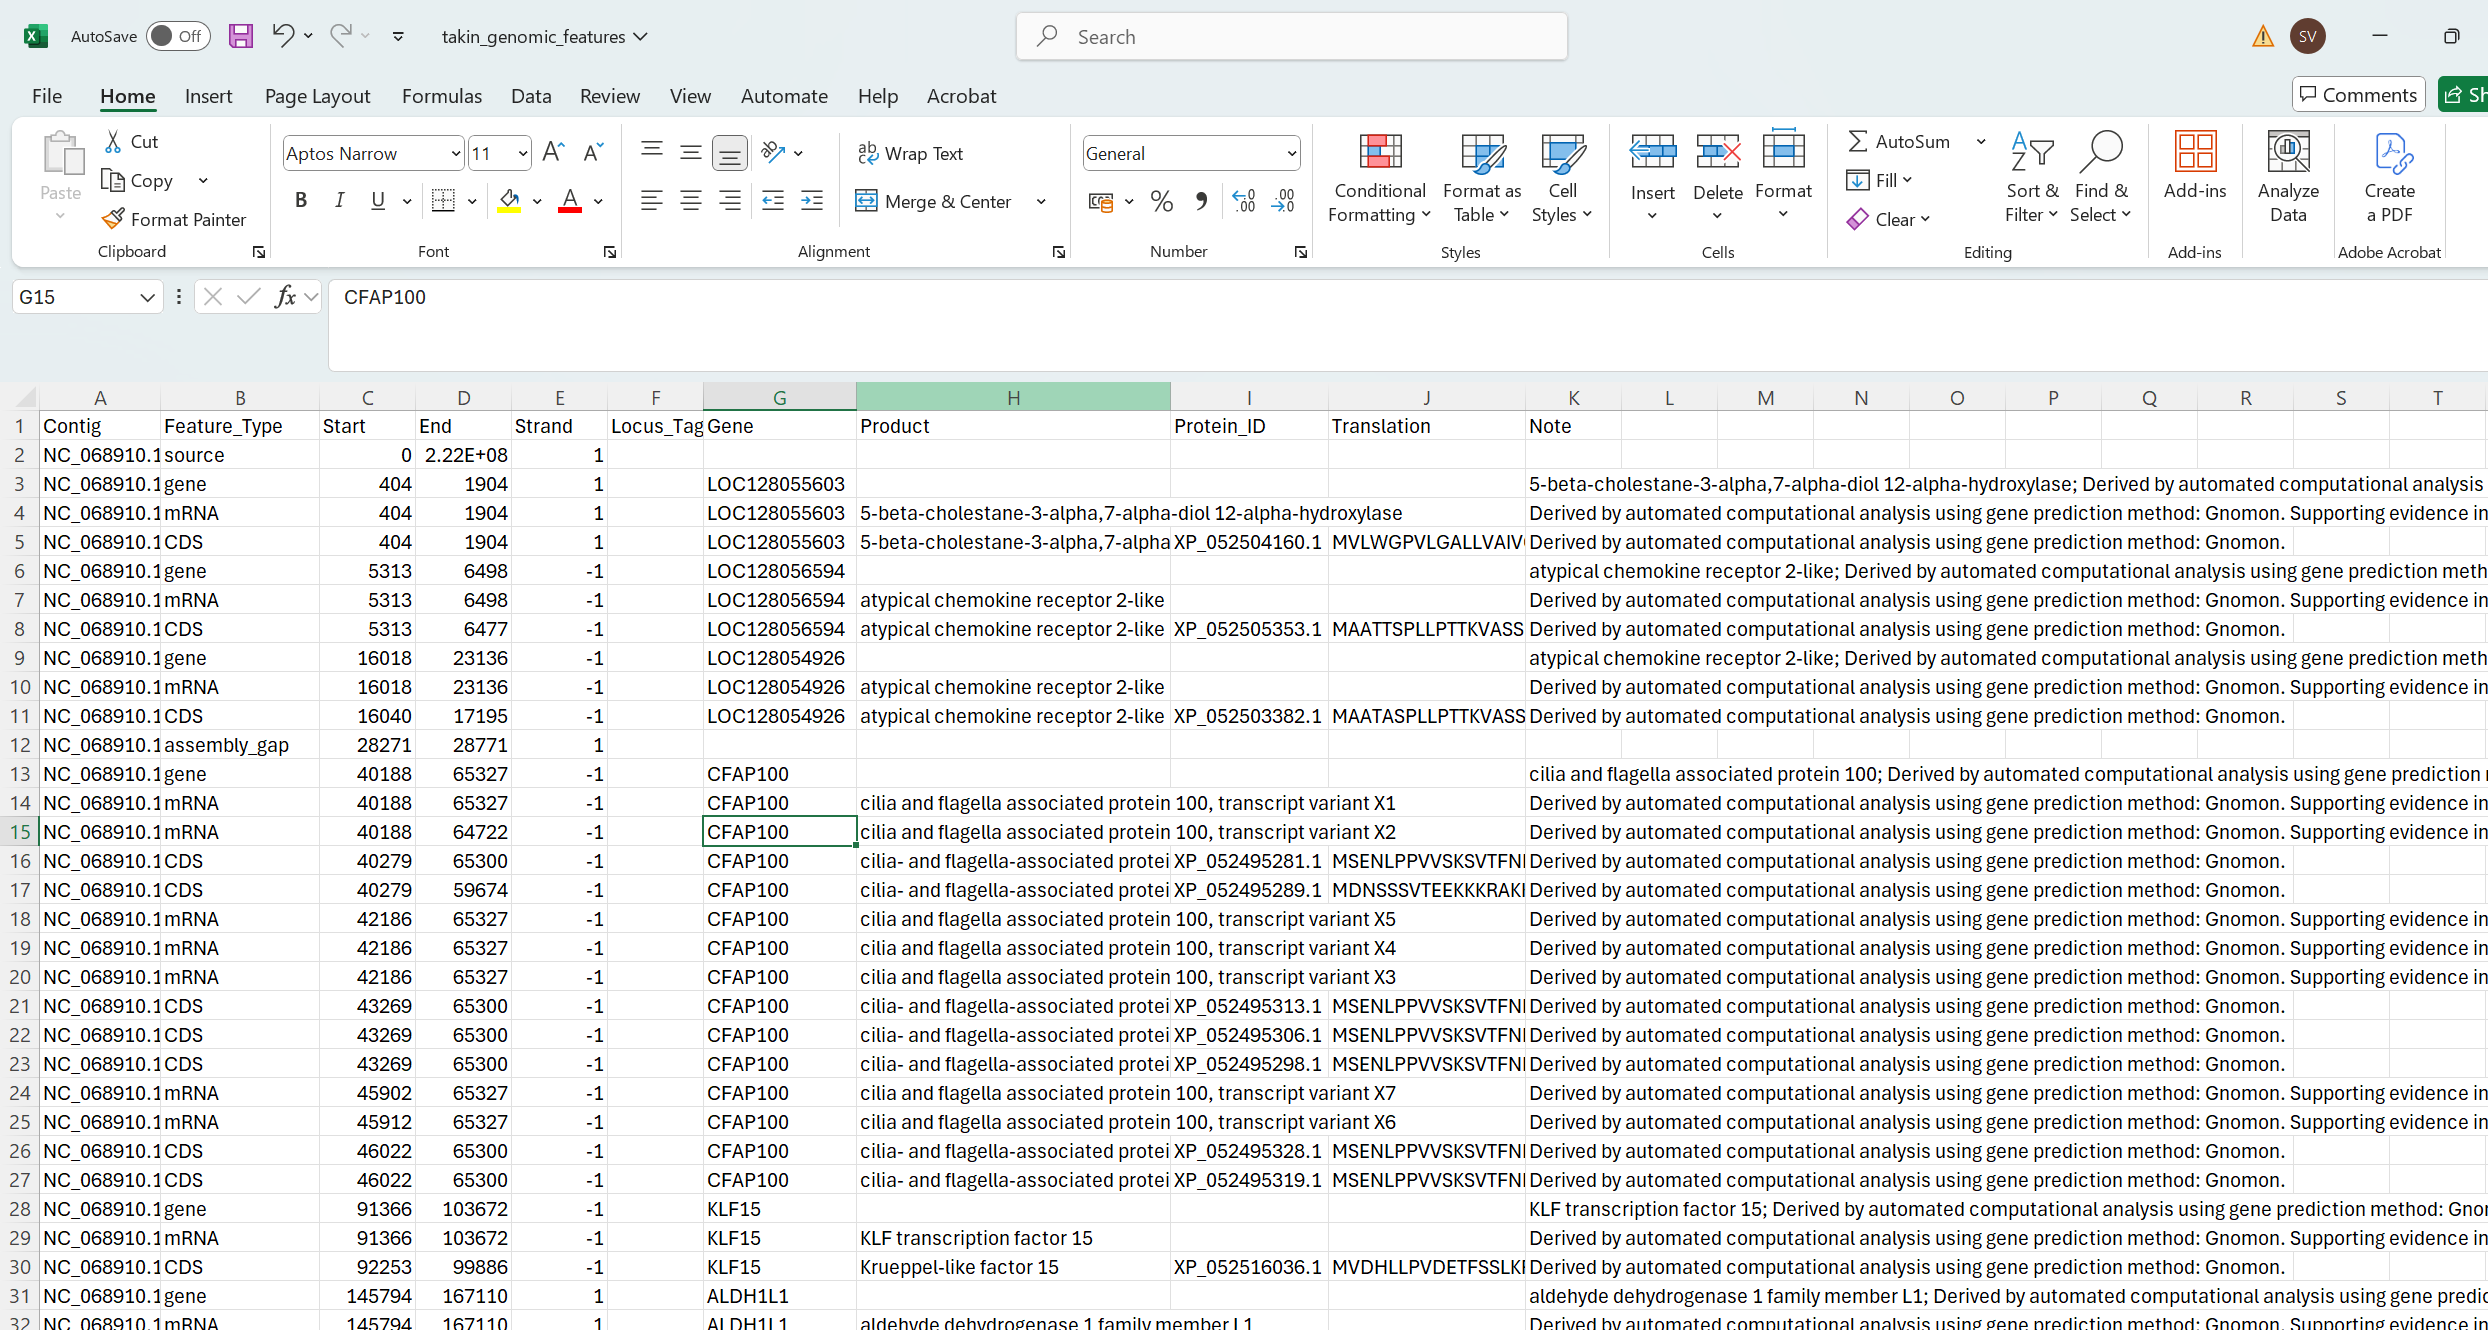 AutoSave Off takin_genomic_features Search SV
File Home Insert Page Layout Formulas Data Review View Automate Help Acrobat Comments
Paste Cut Copy Format Painter Clipboard
Aptos Narrow 11 B I U A Font
Wrap Text Merge & Center Alignment
General % Number
Conditional Formatting Format as Table Cell Styles Styles
Insert Delete Format Cells
AutoSum Fill Clear Sort & Filter Find & Select Editing
Add-ins Add-ins
Analyze Data
Create a PDF Adobe Acrobat
G15 fx CFAP100
A B C D E F G H I J K L M N O P Q R S T
1 Contig Feature_Type Start End Strand Locus_Tag Gene Product Protein_ID Translation Note
2 NC_068910.1 source 0 2.22E+08 1
3 NC_068910.1 gene 404 1904 1 LOC128055603 5-beta-cholestane-3-alpha,7-alpha-diol 12-alpha-hydroxylase; Derived by automated computational analysis
4 NC_068910.1 mRNA 404 1904 1 LOC128055603 5-beta-cholestane-3-alpha,7-alpha-diol 12-alpha-hydroxylase Derived by automated computational analysis using gene prediction method: Gnomon. Supporting evidence in
5 NC_068910.1 CDS 404 1904 1 LOC128055603 5-beta-cholestane-3-alpha,7-alpha XP_052504160.1 MVLWGPVLGALLVAIV Derived by automated computational analysis using gene prediction method: Gnomon.
6 NC_068910.1 gene 5313 6498 -1 LOC128056594 atypical chemokine receptor 2-like; Derived by automated computational analysis using gene prediction meth
7 NC_068910.1 mRNA 5313 6498 -1 LOC128056594 atypical chemokine receptor 2-like Derived by automated computational analysis using gene prediction method: Gnomon. Supporting evidence in
8 NC_068910.1 CDS 5313 6477 -1 LOC128056594 atypical chemokine receptor 2-like XP_052505353.1 MAATTSPLLPTTKVASS Derived by automated computational analysis using gene prediction method: Gnomon.
9 NC_068910.1 gene 16018 23136 -1 LOC128054926 atypical chemokine receptor 2-like; Derived by automated computational analysis using gene prediction meth
10 NC_068910.1 mRNA 16018 23136 -1 LOC128054926 atypical chemokine receptor 2-like Derived by automated computational analysis using gene prediction method: Gnomon. Supporting evidence in
11 NC_068910.1 CDS 16040 17195 -1 LOC128054926 atypical chemokine receptor 2-like XP_052503382.1 MAATASPLLPTTKVASS Derived by automated computational analysis using gene prediction method: Gnomon.
12 NC_068910.1 assembly_gap 28271 28771 1
13 NC_068910.1 gene 40188 65327 -1 CFAP100 cilia and flagella associated protein 100; Derived by automated computational analysis using gene prediction
14 NC_068910.1 mRNA 40188 65327 -1 CFAP100 cilia and flagella associated protein 100, transcript variant X1 Derived by automated computational analysis using gene prediction method: Gnomon. Supporting evidence in
15 NC_068910.1 mRNA 40188 64722 -1 CFAP100 cilia and flagella associated protein 100, transcript variant X2 Derived by automated computational analysis using gene prediction method: Gnomon. Supporting evidence in
16 NC_068910.1 CDS 40279 65300 -1 CFAP100 cilia- and flagella-associated protei XP_052495281.1 MSENLPPVVSKSVTFN Derived by automated computational analysis using gene prediction method: Gnomon.
17 NC_068910.1 CDS 40279 59674 -1 CFAP100 cilia- and flagella-associated protei XP_052495289.1 MDNSSSVTEEKKKRAK Derived by automated computational analysis using gene prediction method: Gnomon.
18 NC_068910.1 mRNA 42186 65327 -1 CFAP100 cilia and flagella associated protein 100, transcript variant X5 Derived by automated computational analysis using gene prediction method: Gnomon. Supporting evidence in
19 NC_068910.1 mRNA 42186 65327 -1 CFAP100 cilia and flagella associated protein 100, transcript variant X4 Derived by automated computational analysis using gene prediction method: Gnomon. Supporting evidence in
20 NC_068910.1 mRNA 42186 65327 -1 CFAP100 cilia and flagella associated protein 100, transcript variant X3 Derived by automated computational analysis using gene prediction method: Gnomon. Supporting evidence in
21 NC_068910.1 CDS 43269 65300 -1 CFAP100 cilia- and flagella-associated protei XP_052495313.1 MSENLPPVVSKSVTFN Derived by automated computational analysis using gene prediction method: Gnomon.
22 NC_068910.1 CDS 43269 65300 -1 CFAP100 cilia- and flagella-associated protei XP_052495306.1 MSENLPPVVSKSVTFN Derived by automated computational analysis using gene prediction method: Gnomon.
23 NC_068910.1 CDS 43269 65300 -1 CFAP100 cilia- and flagella-associated protei XP_052495298.1 MSENLPPVVSKSVTFN Derived by automated computational analysis using gene prediction method: Gnomon.
24 NC_068910.1 mRNA 45902 65327 -1 CFAP100 cilia and flagella associated protein 100, transcript variant X7 Derived by automated computational analysis using gene prediction method: Gnomon. Supporting evidence in
25 NC_068910.1 mRNA 45912 65327 -1 CFAP100 cilia and flagella associated protein 100, transcript variant X6 Derived by automated computational analysis using gene prediction method: Gnomon. Supporting evidence in
26 NC_068910.1 CDS 46022 65300 -1 CFAP100 cilia- and flagella-associated protei XP_052495328.1 MSENLPPVVSKSVTFN Derived by automated computational analysis using gene prediction method: Gnomon.
27 NC_068910.1 CDS 46022 65300 -1 CFAP100 cilia- and flagella-associated protei XP_052495319.1 MSENLPPVVSKSVTFN Derived by automated computational analysis using gene prediction method: Gnomon.
28 NC_068910.1 gene 91366 103672 -1 KLF15 KLF transcription factor 15; Derived by automated computational analysis using gene prediction method: Gno
29 NC_068910.1 mRNA 91366 103672 -1 KLF15 KLF transcription factor 15 Derived by automated computational analysis using gene prediction method: Gnomon. Supporting evidence in
30 NC_068910.1 CDS 92253 99886 -1 KLF15 Krueppel-like factor 15 XP_052516036.1 MVDHLLPVDETFSSLK Derived by automated computational analysis using gene prediction method: Gnomon.
31 NC_068910.1 gene 145794 167110 1 ALDH1L1 aldehyde dehydrogenase 1 family member L1; Derived by automated computational analysis using gene predic
32 NC_068910.1 mRNA 145794 167110 1 ALDH1L1 aldehyde dehydrogenase 1 family member L1 Derived by automated computational analysis using gene prediction method: Gnomon. Supporting evidence in